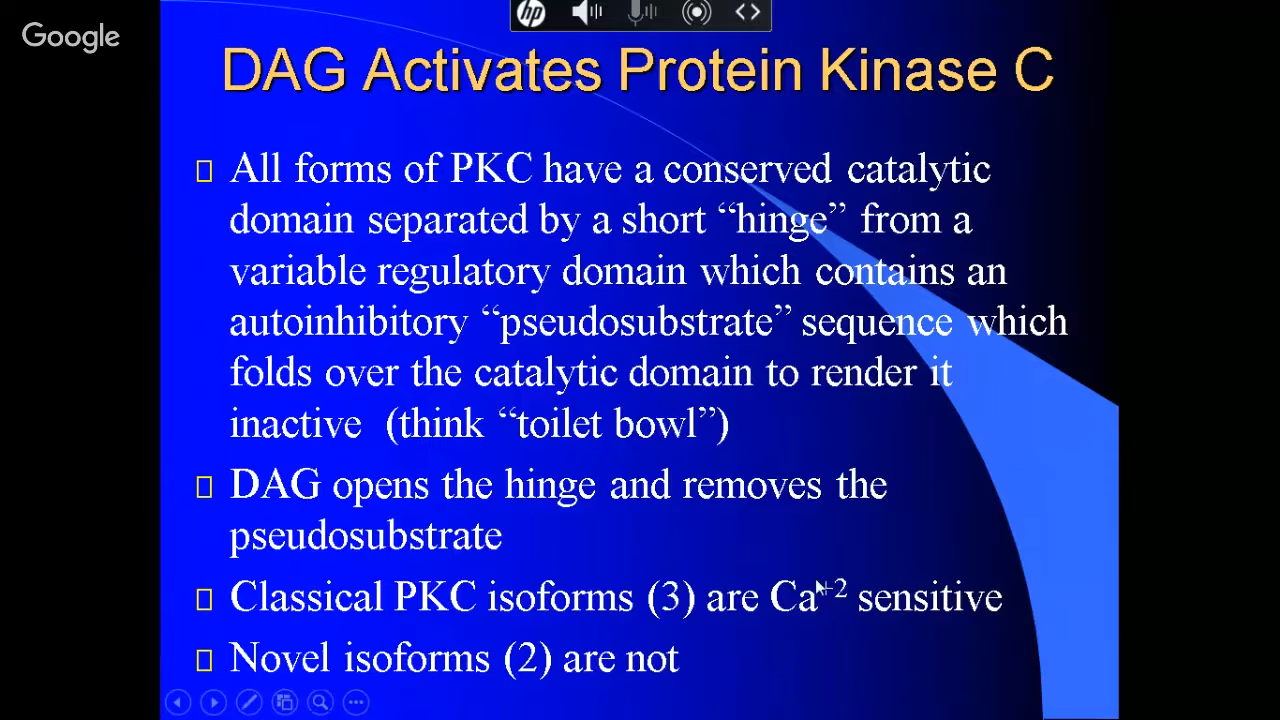 Google
hp
DAG Activates Protein Kinase C
All forms of PKC have a conserved catalytic
domain separated by a short “hinge” from a
variable regulatory domain which contains an
autoinhibitory “pseudosubstrate” sequence which
folds over the catalytic domain to render it
inactive (think “toilet bowl”)
DAG opens the hinge and removes the
pseudosubstrate
Classical PKC isoforms (3) are Ca+2 sensitive
Novel isoforms (2) are not